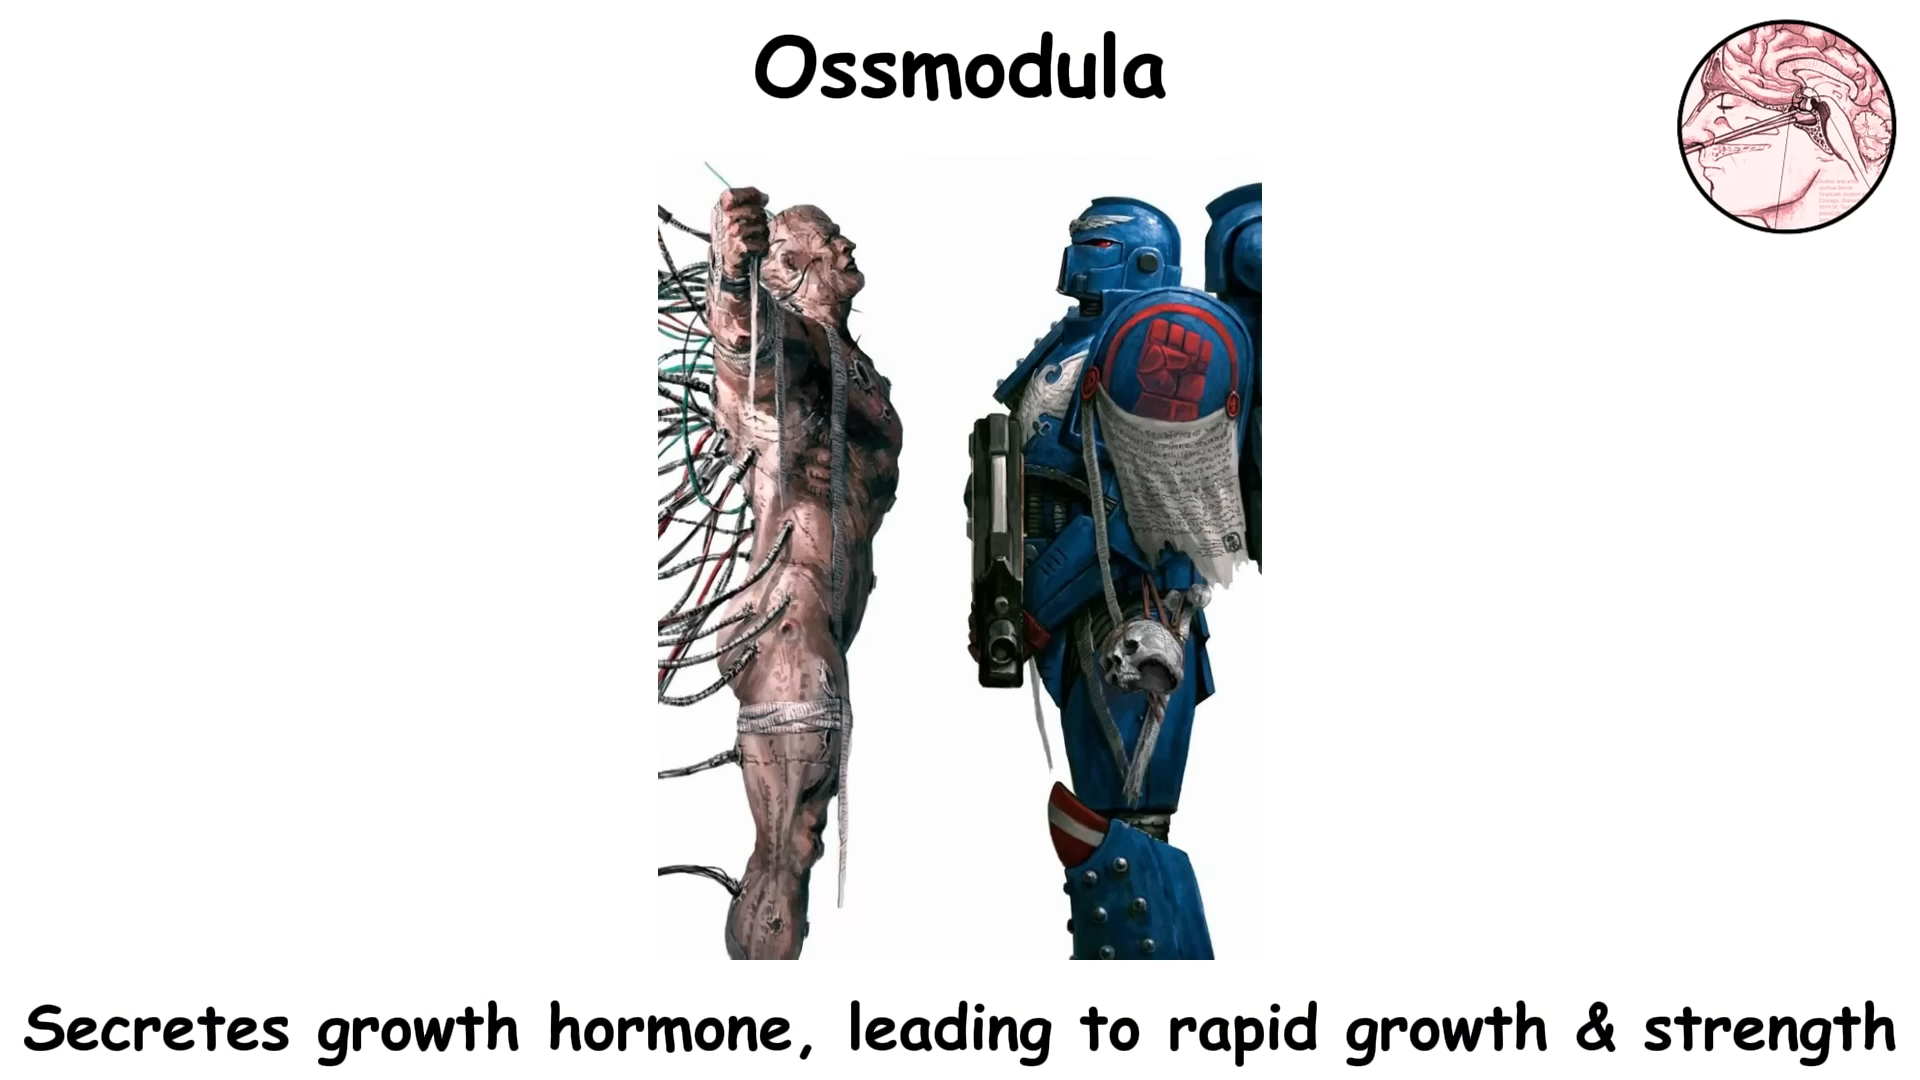 Ossmodula
Secretes growth hormone, leading to rapid growth & strength